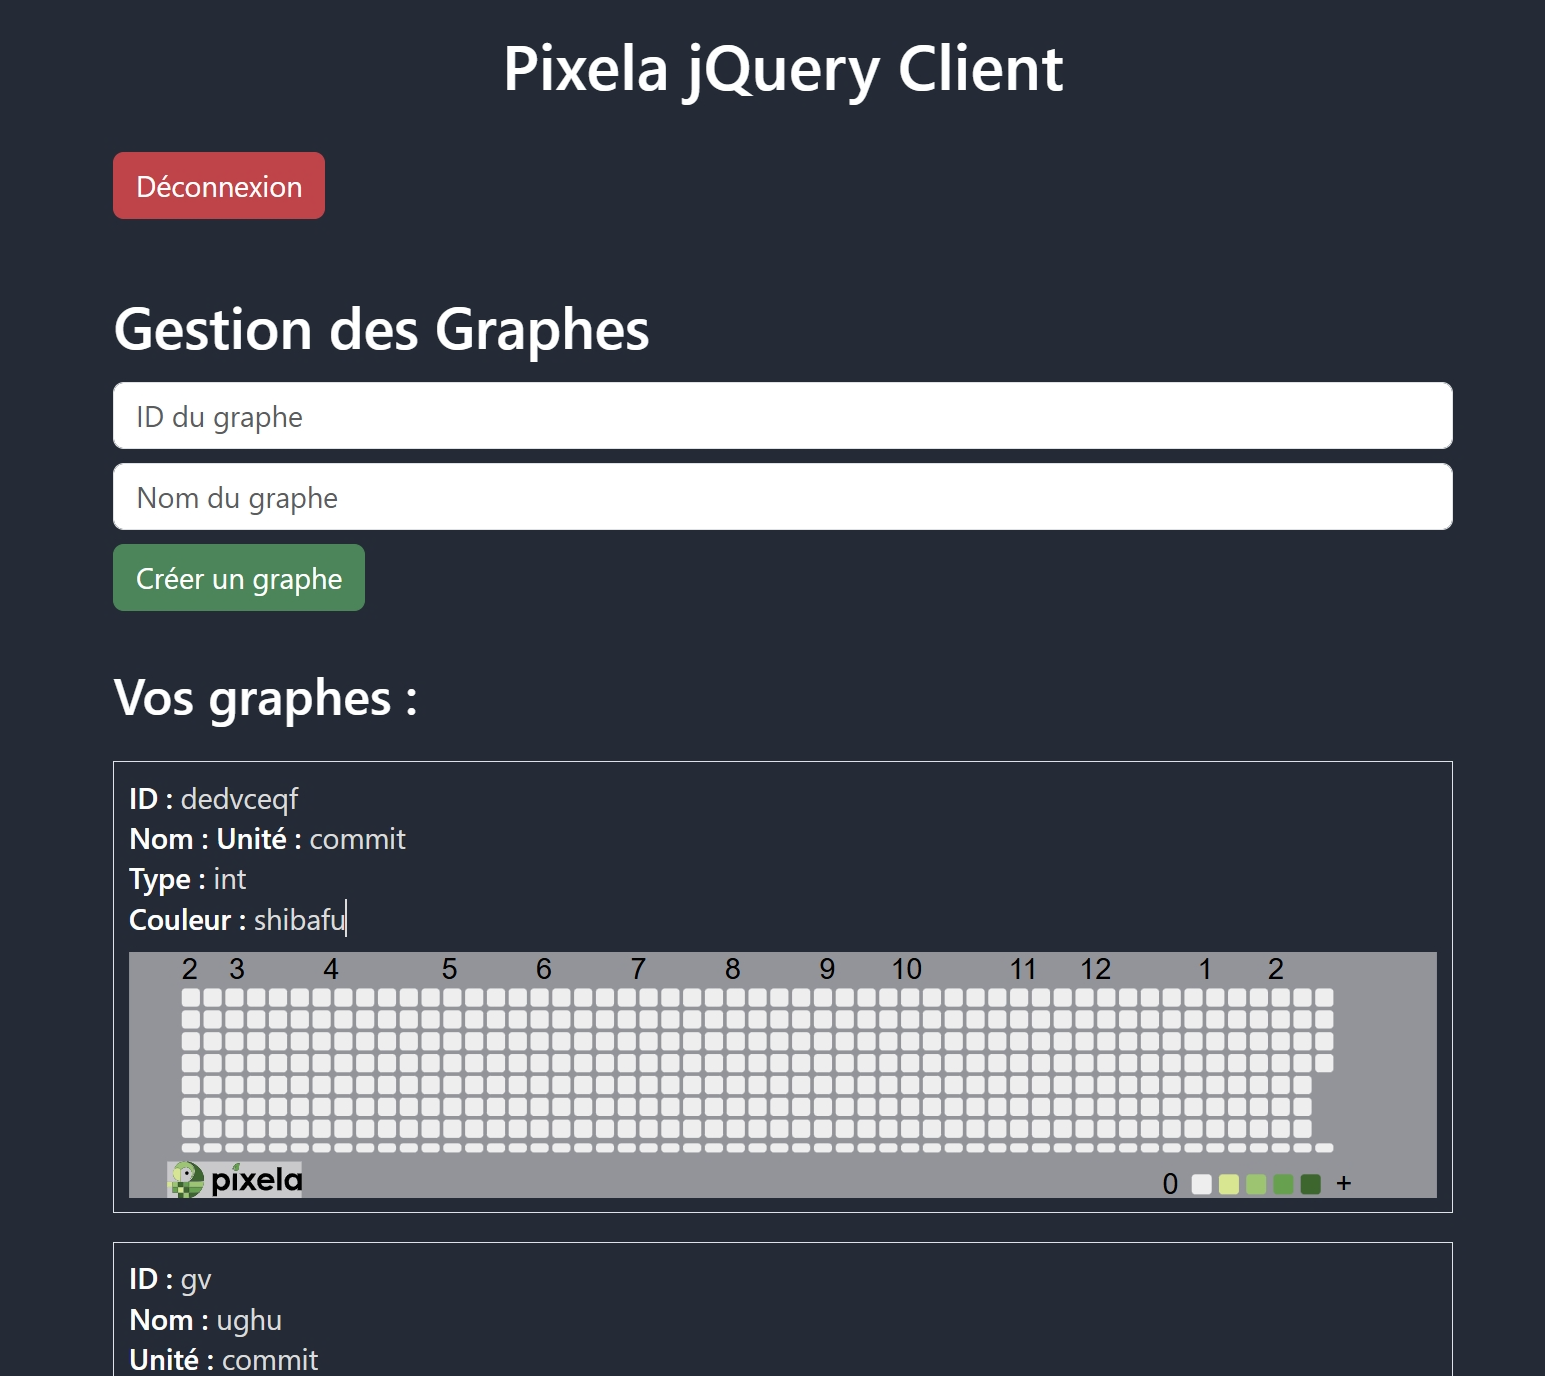 Pixela jQuery Client
Déconnexion
Gestion des Graphes
ID du graphe
Nom du graphe
Créer un graphe
Vos graphes :
ID : dedvceqf
Nom : Unité : commit
Type : int
Couleur : shibafu
2 3 4 5 6 7 8 9 10 11 12 1 2
pixela 0 +
ID : gv
Nom : ughu
Unité : commit